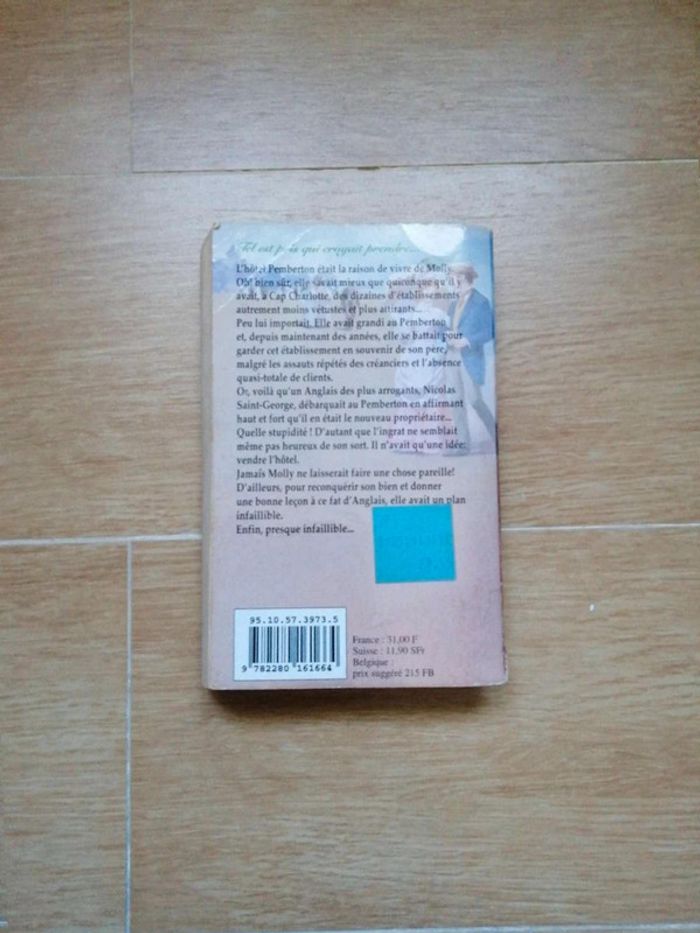 Tel est pris qui croyait prendre...
L'hôtel Pemberton était la raison de vivre de Molly.
Oh! bien sûr, elle savait mieux que quiconque qu'il y
avait, à Cap Charlotte, des dizaines d'établissements
autrement moins vétustes et plus attirants...
Peu lui importait. Elle avait grandi au Pemberton
et, depuis maintenant des années, elle se battait pour
garder cet établissement en souvenir de son père,
malgré les assauts répétés des créanciers et l'absence
quasi-totale de clients.
Or, voilà qu'un Anglais des plus arrogants, Nicolas
Saint-George, débarquait au Pemberton en affirmant
haut et fort qu'il en était le nouveau propriétaire...
Quelle stupidité ! D'autant que l'ingrat ne semblait
même pas heureux de son sort. Il n'avait qu'une idée:
vendre l'hôtel.
Jamais Molly ne laisserait faire une chose pareille!
D'ailleurs, pour reconquérir son bien et donner
une bonne leçon à ce fat d'Anglais, elle avait un plan
infaillible.
Enfin, presque infaillible...
95.10.57.3973.5
9 782280 161664
France : 31,00 F
Suisse : 11,90 SFr
Belgique :
prix suggéré 215 FB